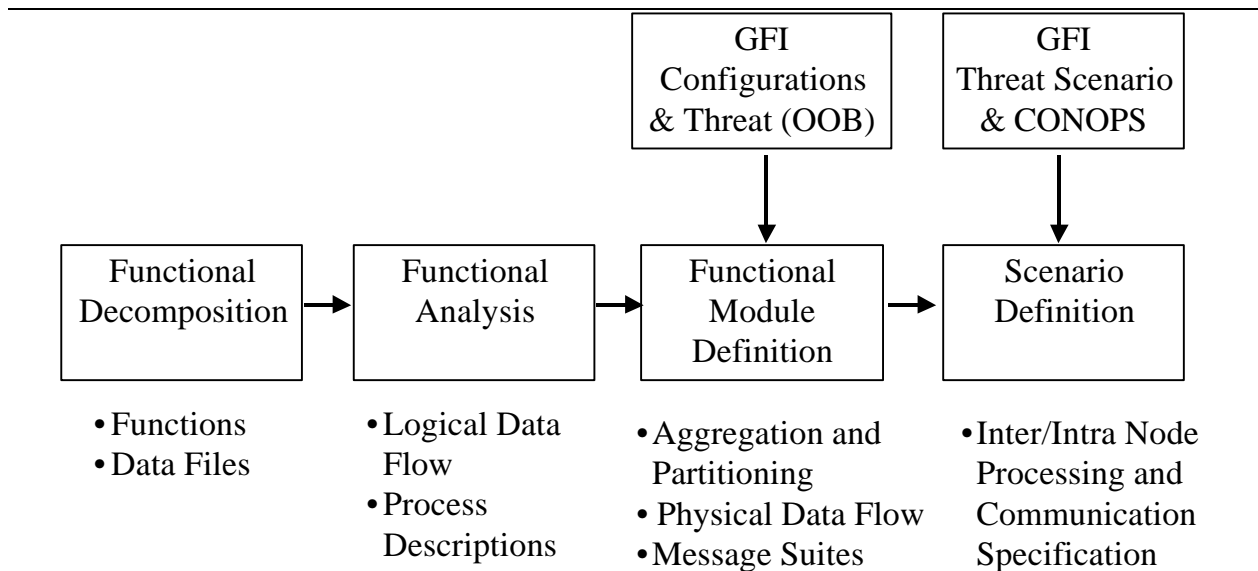 GFI
Configurations
& Threat (OOB)
GFI
Threat Scenario
& CONOPS
Functional
Decomposition
Functional
Analysis
Functional
Module
Definition
Scenario
Definition
•Functions
•Data Files
•Logical Data
Flow
•Process
Descriptions
•Aggregation and
Partitioning
• Physical Data Flow
•Message Suites
•Inter/Intra Node
Processing and
Communication
Specification